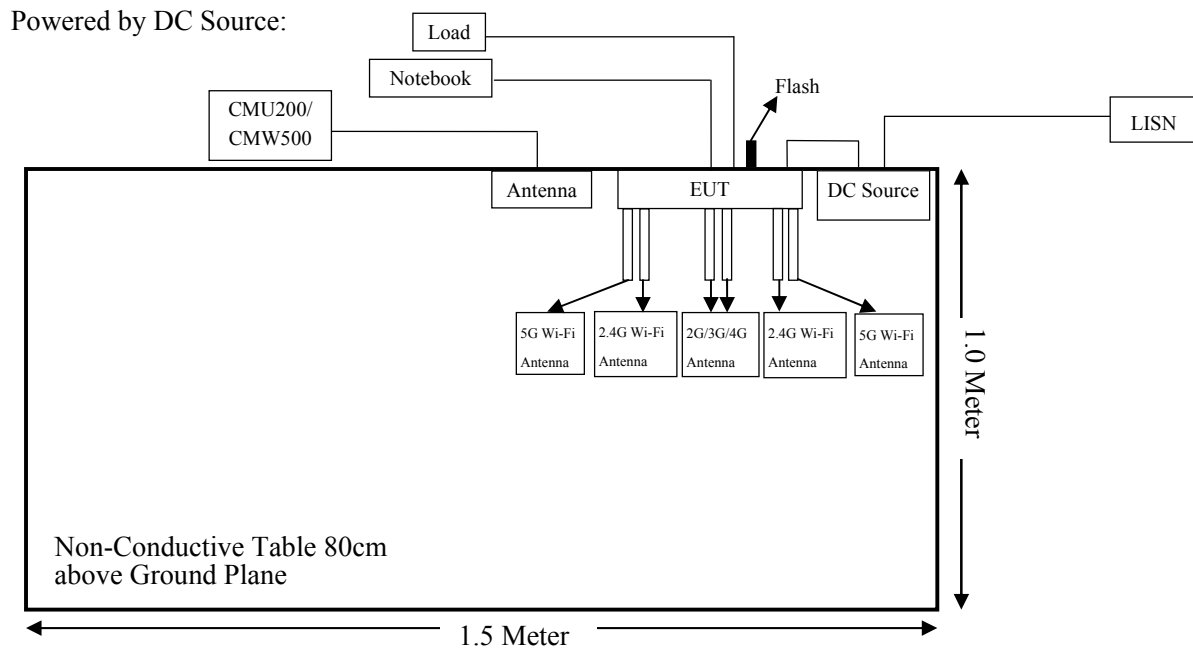 Powered by DC Source:
Load
Notebook
Flash
CMU200/
CMW500
LISN
Antenna
EUT
DC Source
5G Wi-Fi
Antenna
2.4G Wi-Fi
Antenna
2G/3G/4G
Antenna
2.4G Wi-Fi
Antenna
5G Wi-Fi
Antenna
1.0 Meter
Non-Conductive Table 80cm
above Ground Plane
1.5 Meter